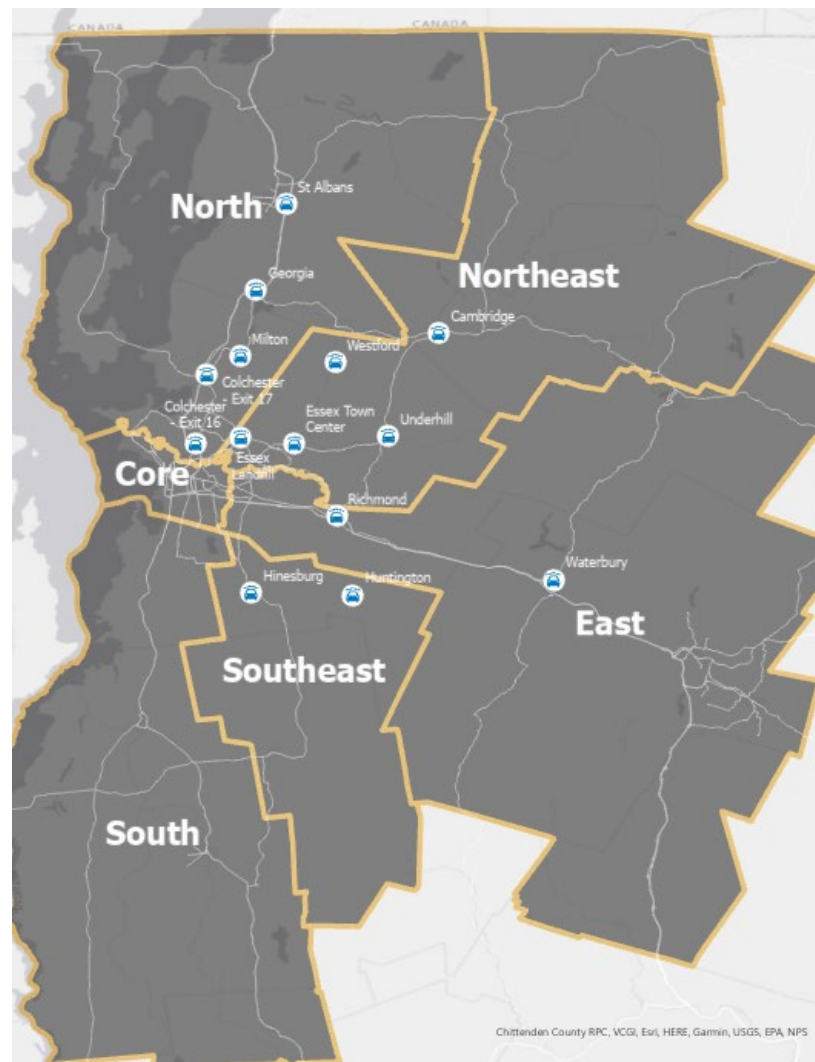 CANADA
CANADA
St Albans
North
Northeast
Georgia
Cambridge
Milton
Westford
Colchester
- Exit 17
Colchester
- Exit 16
Essex Town
Center
Underhill
Essex
Landfill
Core
Richmond
Waterbury
Hinesburg
Huntington
East
Southeast
South
Chittenden County RPC, VCGI, Esri, HERE, Garmin, USGS, EPA, NPS